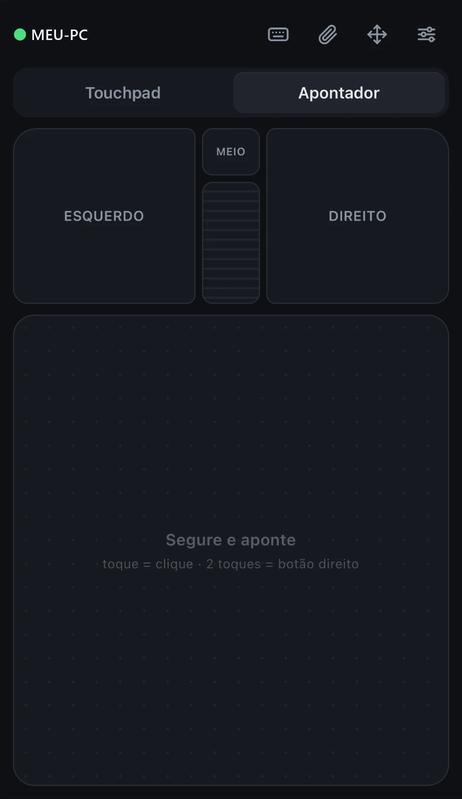 MEU-PC
Touchpad
Apontador
ESQUERDO
MEIO
DIREITO
Segure e aponte
toque = clique · 2 toques = botão direito